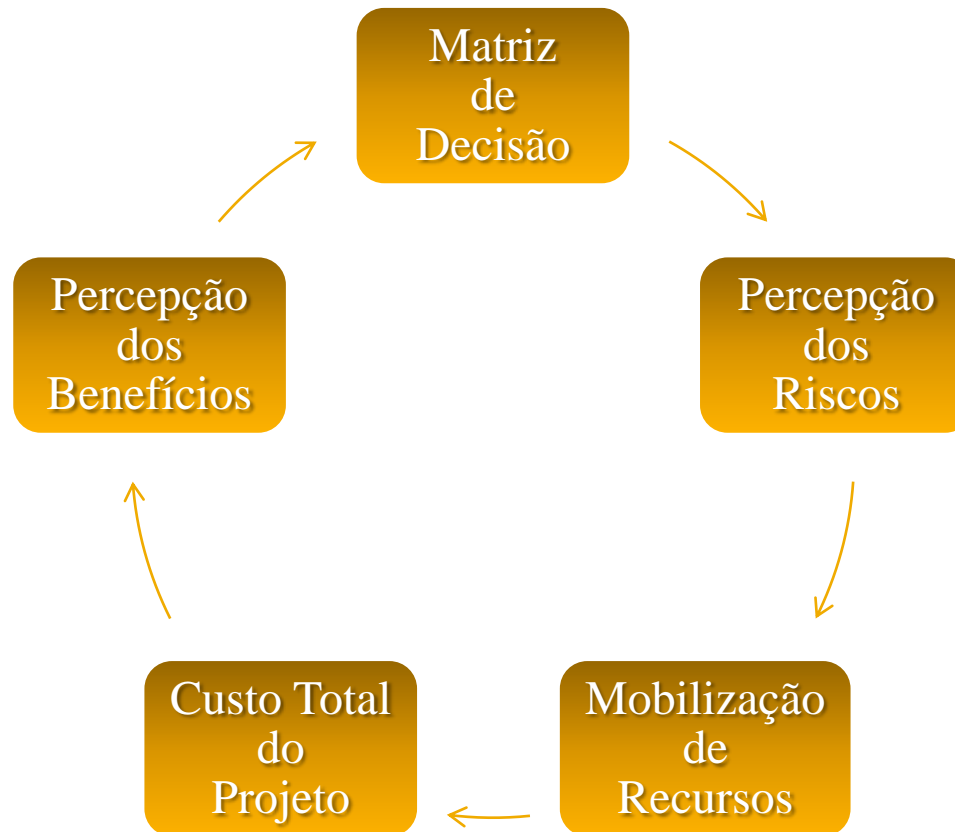 Matriz
de
Decisão
Percepção
dos
Riscos
Mobilização
de
Recursos
Custo Total
do
Projeto
Percepção
dos
Benefícios